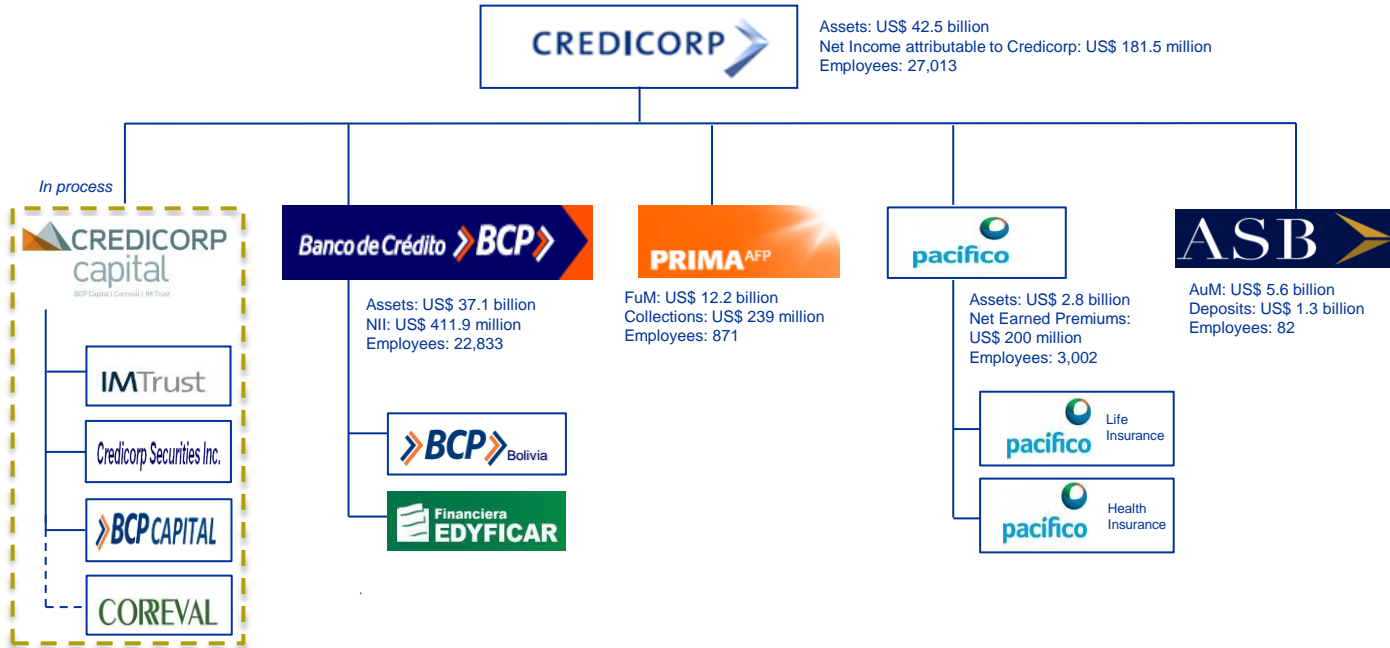 CREDICORP
Assets: US$ 42.5 billion
Net Income attributable to Credicorp: US$ 181.5 million
Employees: 27,013
In process
CREDICORP
capital
BCP Capital | Correval | IM Trust
IMTrust
Credicorp Securities Inc.
BCP CAPITAL
CORREVAL
Banco de Crédito BCP
Assets: US$ 37.1 billion
NII: US$ 411.9 million
Employees: 22,833
BCP Bolivia
Financiera
EDYFICAR
PRIMA AFP
FuM: US$ 12.2 billion
Collections: US$ 239 million
Employees: 871
pacifico
Assets: US$ 2.8 billion
Net Earned Premiums:
US$ 200 million
Employees: 3,002
pacifico
Life
Insurance
pacifico
Health
Insurance
ASB
AuM: US$ 5.6 billion
Deposits: US$ 1.3 billion
Employees: 82